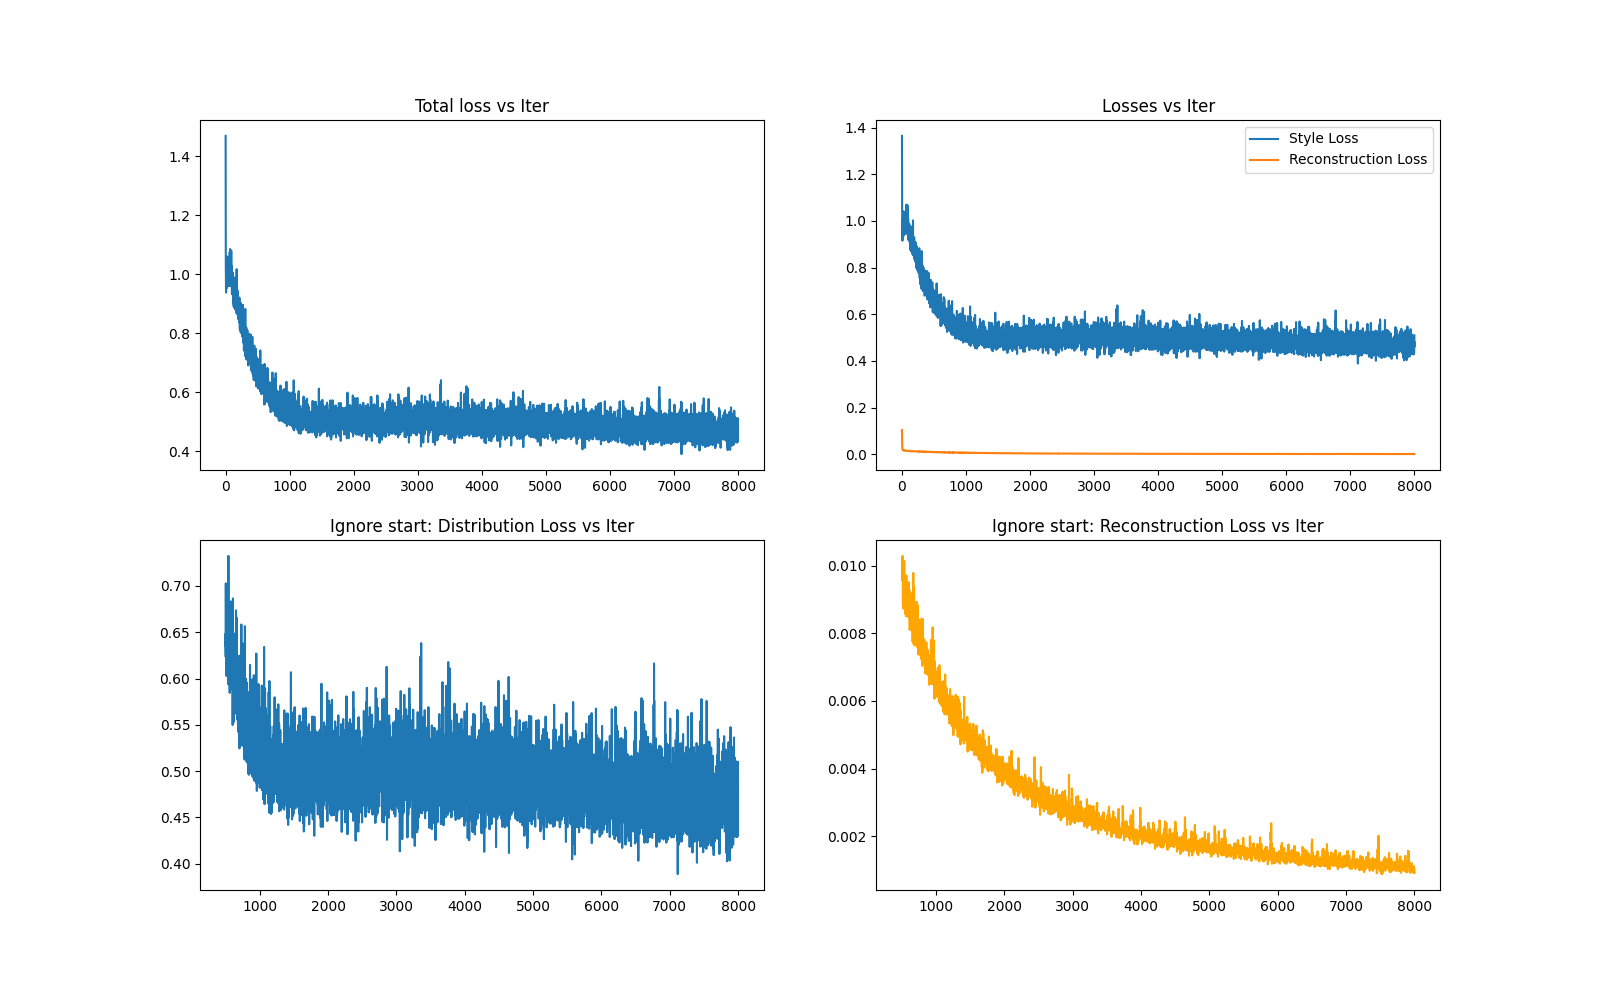 Total loss vs Iter
1.4
1.2
1.0
0.8
0.6
0.4
0 1000 2000 3000 4000 5000 6000 7000 8000
Losses vs Iter
Style Loss
Reconstruction Loss
1.4
1.2
1.0
0.8
0.6
0.4
0.2
0.0
0 1000 2000 3000 4000 5000 6000 7000 8000
Ignore start: Distribution Loss vs Iter
0.70
0.65
0.60
0.55
0.50
0.45
0.40
1000 2000 3000 4000 5000 6000 7000 8000
Ignore start: Reconstruction Loss vs Iter
0.010
0.008
0.006
0.004
0.002
1000 2000 3000 4000 5000 6000 7000 8000